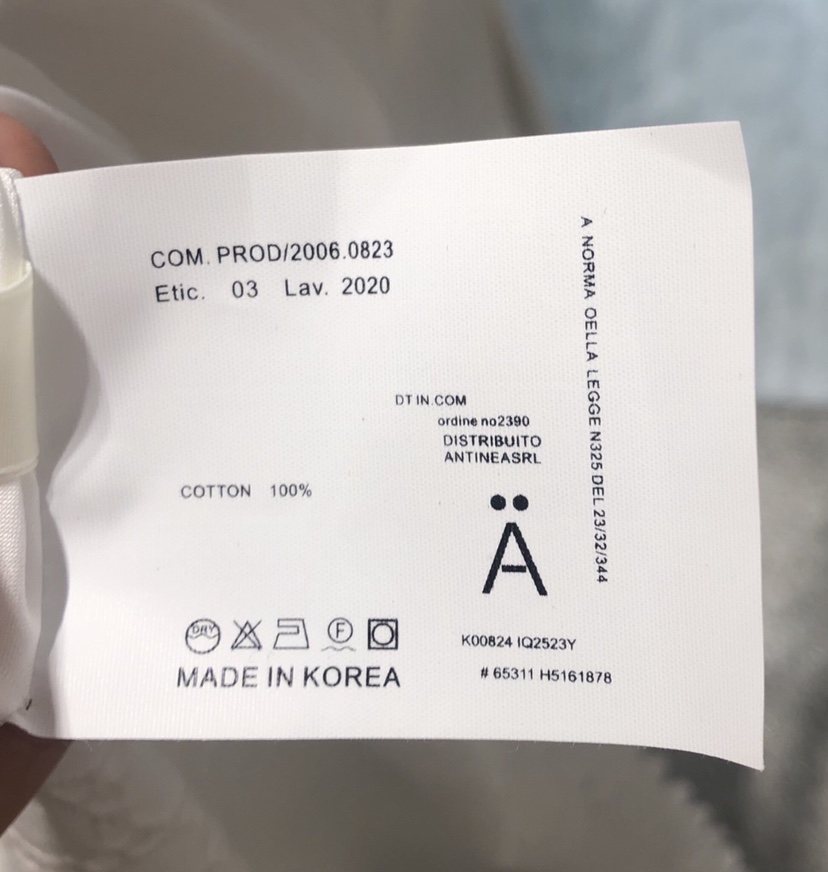 COM. PROD/2006.0823
Etic. 03 Lav. 2020
DT IN.COM
ordine no2390
DISTRIBUITO
ANTINEASRL
COTTON 100%
Ä
DRY
F
MADE IN KOREA
K00824 IQ2523Y
# 65311 H5161878
A NORMA OELLA LEGGE N325 DEL 23/32/344